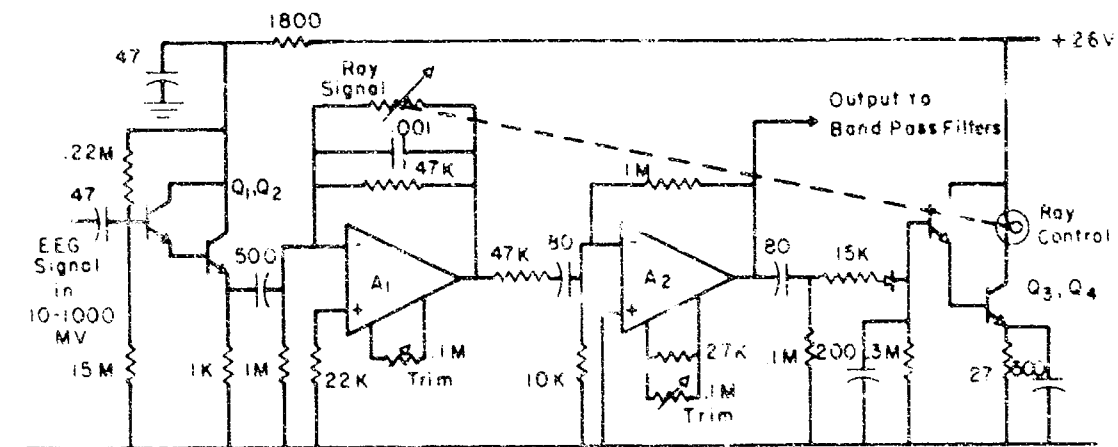 1800
+26V
47
Ray
Signal
.001
47K
Output to
Band Pass Filters
.22M
Q1,Q2
.1M
47
EEG
Signal
in
10-1000
MV
500
-
A1
+
47K
80
-
A2
+
80
15K
Ray
Control
Q3, Q4
.15M
1K
.1M
22K
.1M
Trim
10K
27K
.1M
Trim
.1M
200
.3M
27
500